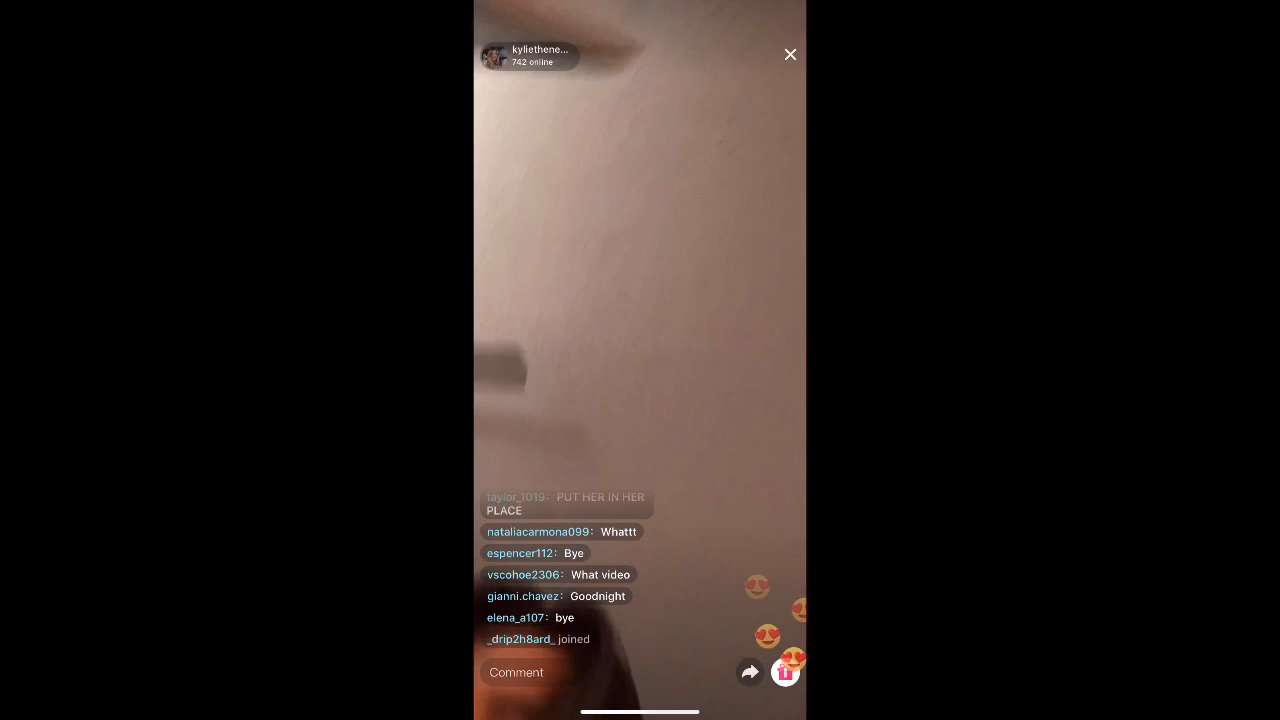 kyliethene...
742 online
taylor_1019: PUT HER IN HER
PLACE
nataliacarmona099: Whattt
espencer112: Bye
vscohoe2306: What video
gianni.chavez: Goodnight
elena_a107: bye
_drip2h8ard_ joined
Comment